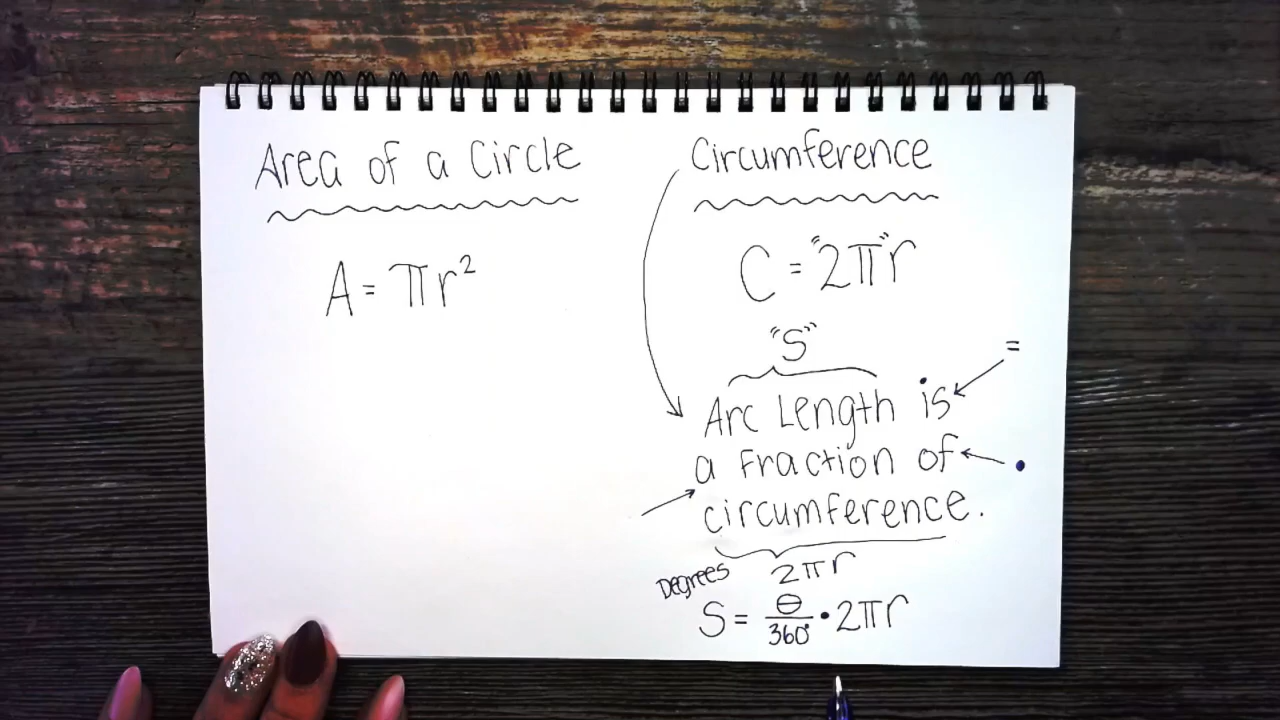 Area of a Circle
A = πr²
Circumference
C = "2π"r
"S"
=
Arc Length is
a fraction of
•
circumference.
2πr
Degrees
S = θ/360° • 2πr